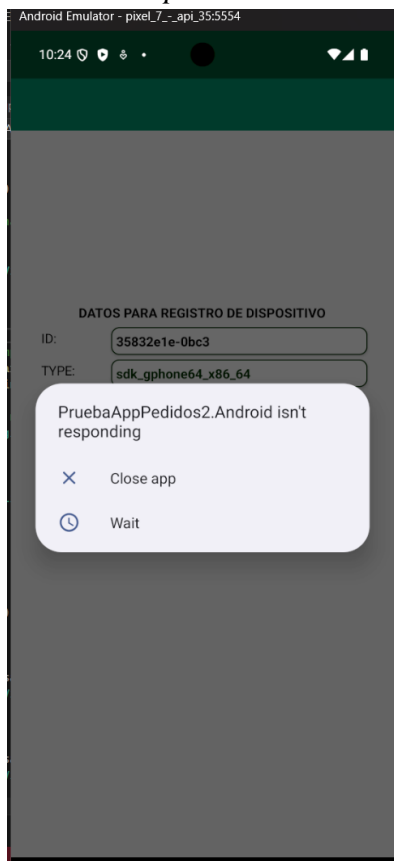 Android Emulator - pixel_7_-_api_35:5554
10:24
DATOS PARA REGISTRO DE DISPOSITIVO
ID: 35832e1e-0bc3
TYPE: sdk_gphone64_x86_64
PruebaAppPedidos2.Android isn't
responding
Close app
Wait